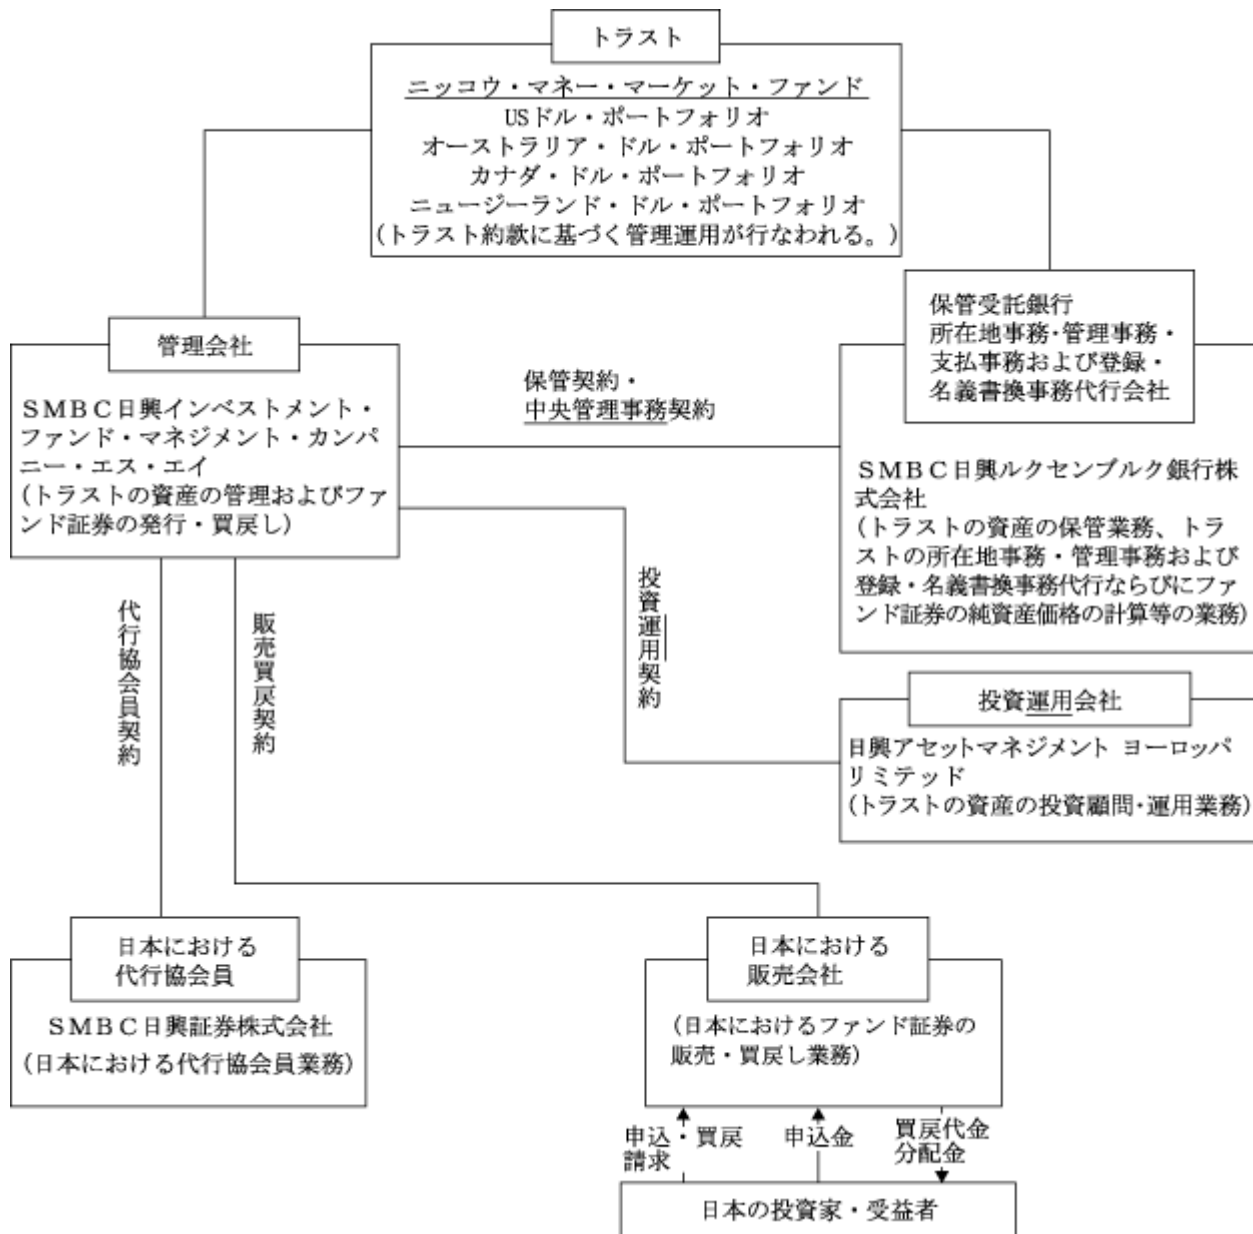 トラスト
ニッコウ・マネー・マーケット・ファンド
USドル・ポートフォリオ
オーストラリア・ドル・ポートフォリオ
カナダ・ドル・ポートフォリオ
ニュージーランド・ドル・ポートフォリオ
(トラスト約款に基づく管理運用が行なわれる。)
管理会社
SMBC日興インベストメント・
ファンド・マネジメント・カンパ
ニー・エス・エイ
(トラストの資産の管理およびファ
ンド証券の発行・買戻し)
保管契約・
中央管理事務契約
保管受託銀行
所在地事務・管理事務・
支払事務および登録・
名義書換事務代行会社
SMBC日興ルクセンブルク銀行株
式会社
(トラストの資産の保管業務、トラ
ストの所在地事務・管理事務および
登録・名義書換事務代行ならびにファ
ンド証券の純資産価格の計算等の業務)
代行協会員契約
販売買戻契約
投資運用契約
投資運用会社
日興アセットマネジメント ヨーロッパ
リミテッド
(トラストの資産の投資顧問・運用業務)
日本における
代行協会員
SMBC日興証券株式会社
(日本における代行協会員業務)
日本における
販売会社
(日本におけるファンド証券の
販売・買戻し業務)
申込・買戻
請求
申込金
買戻代金
分配金
日本の投資家・受益者